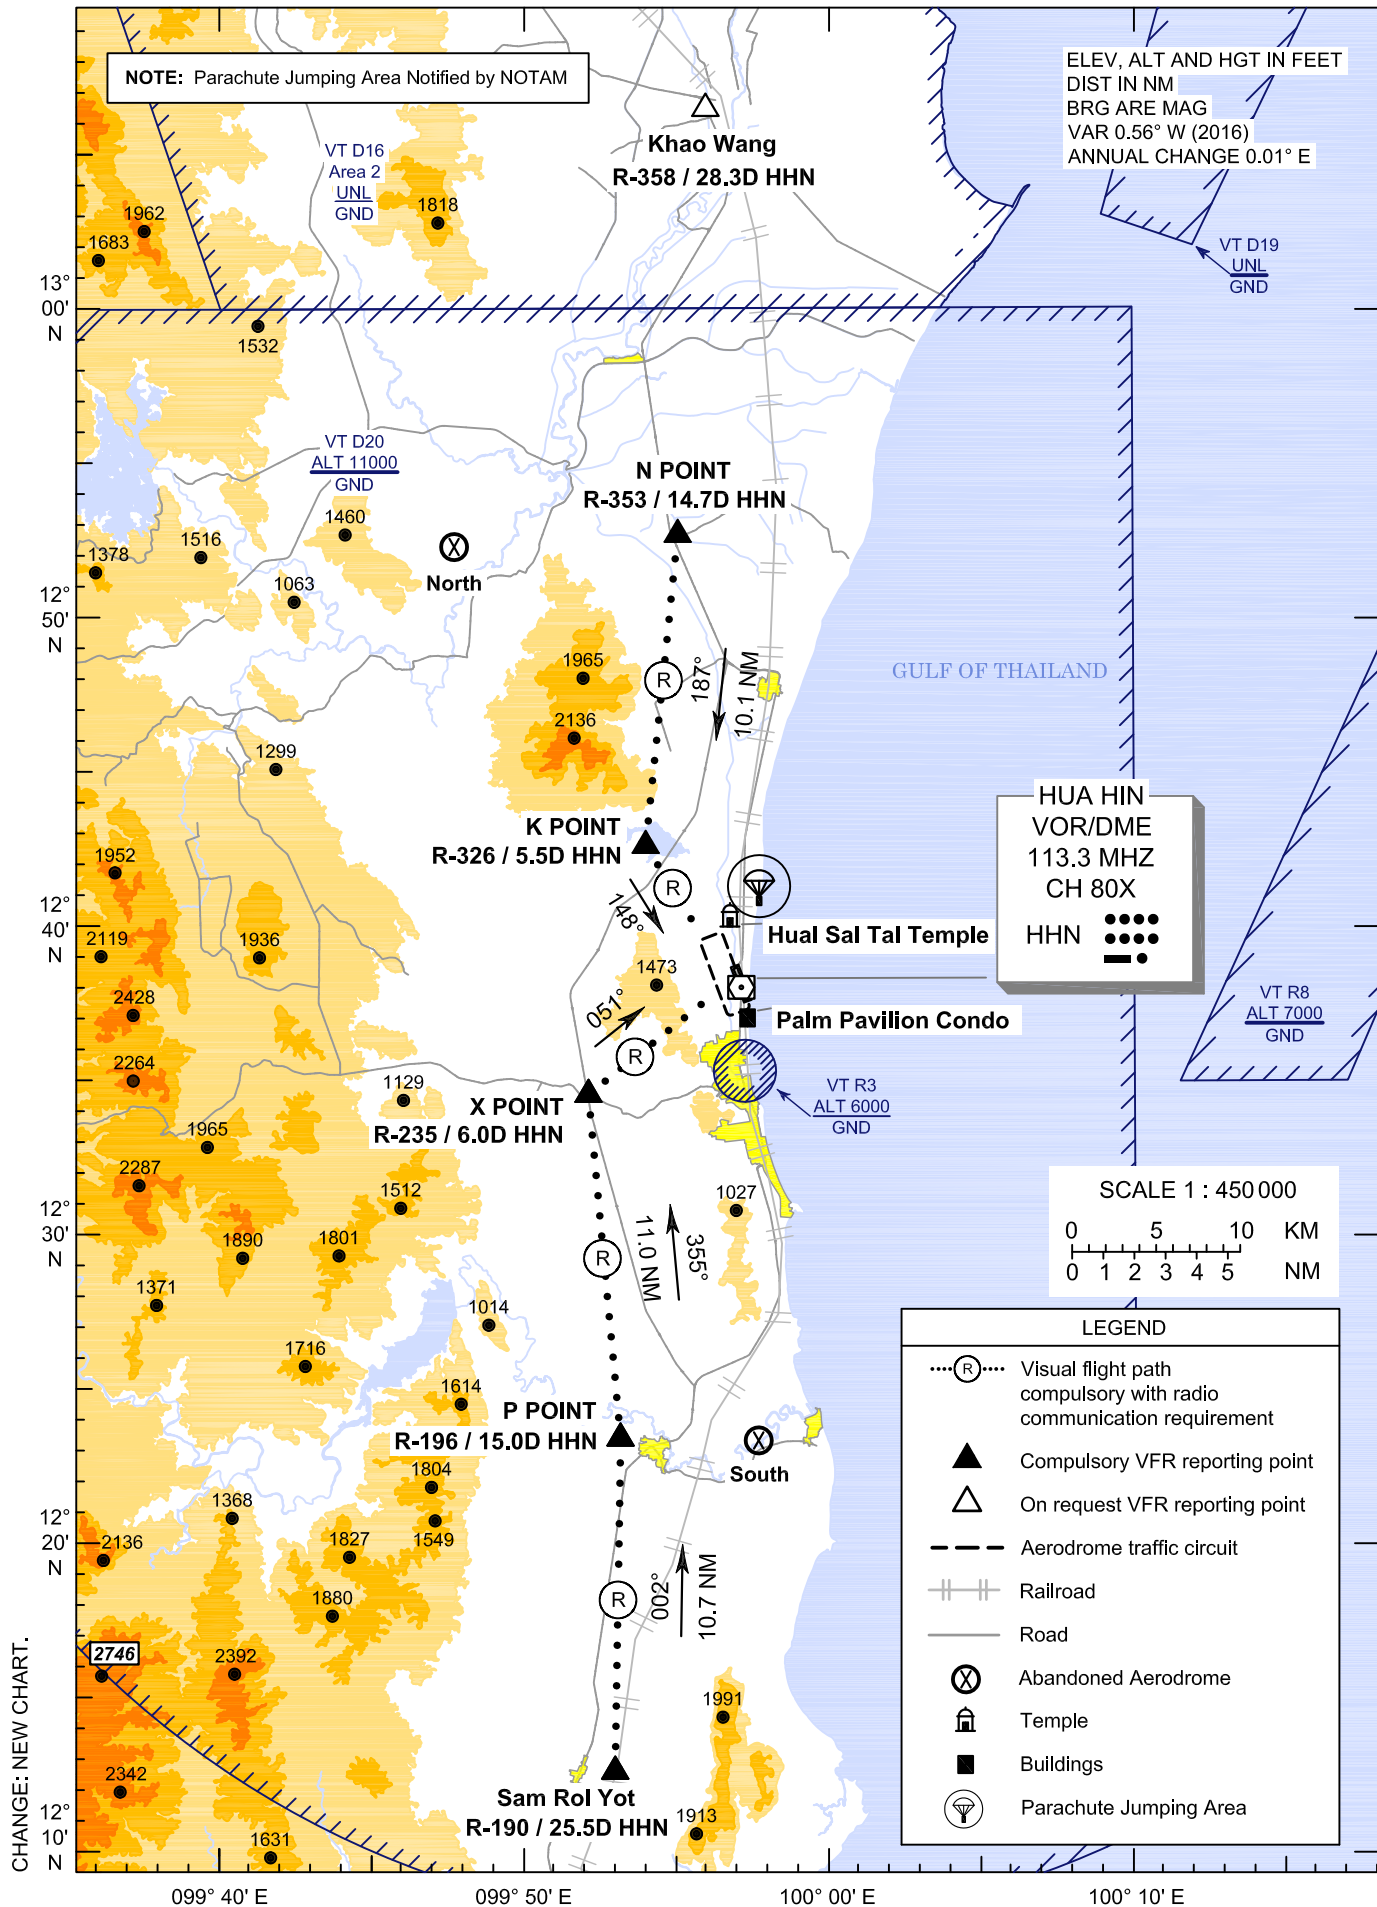 NOTE: Parachute Jumping Area Notified by NOTAM
ELEV, ALT AND HGT IN FEET
DIST IN NM
BRG ARE MAG
VAR 0.56° W (2016)
ANNUAL CHANGE 0.01° E
Khao Wang
R-358 / 28.3D HHN
VT D16
Area 2
UNL
GND
1818
1962
1683
VT D19
UNL
GND
13°
00'
N
1532
VT D20
ALT 11000
GND
N POINT
R-353 / 14.7D HHN
1460
1516
1378
1063
North
12°
50'
N
1965
R
187°
10.1 NM
GULF OF THAILAND
2136
1299
K POINT
R-326 / 5.5D HHN
HUA HIN
VOR/DME
113.3 MHZ
CH 80X
HHN
1952
R
148°
12°
40'
N
2119
1936
Hual Sal Tal Temple
1473
2428
051°
Palm Pavilion Condo
VT R8
ALT 7000
GND
R
2264
1129
X POINT
R-235 / 6.0D HHN
VT R3
ALT 6000
GND
1965
2287
1512
1027
SCALE 1 : 450 000
0 5 10 KM
0 1 2 3 4 5 NM
12°
30'
N
1890
1801
R
11.0 NM
355°
1371
1014
1716
1614
P POINT
R-196 / 15.0D HHN
South
1804
1368
1549
12°
20'
N
2136
1827
1880
R
002°
10.7 NM
2746
2392
1991
2342
Sam Rol Yot
R-190 / 25.5D HHN
1913
12°
10'
N
1631
LEGEND
R
Visual flight path
compulsory with radio
communication requirement
Compulsory VFR reporting point
On request VFR reporting point
Aerodrome traffic circuit
Railroad
Road
Abandoned Aerodrome
Temple
Buildings
Parachute Jumping Area
CHANGE: NEW CHART.
099° 40' E
099° 50' E
100° 00' E
100° 10' E